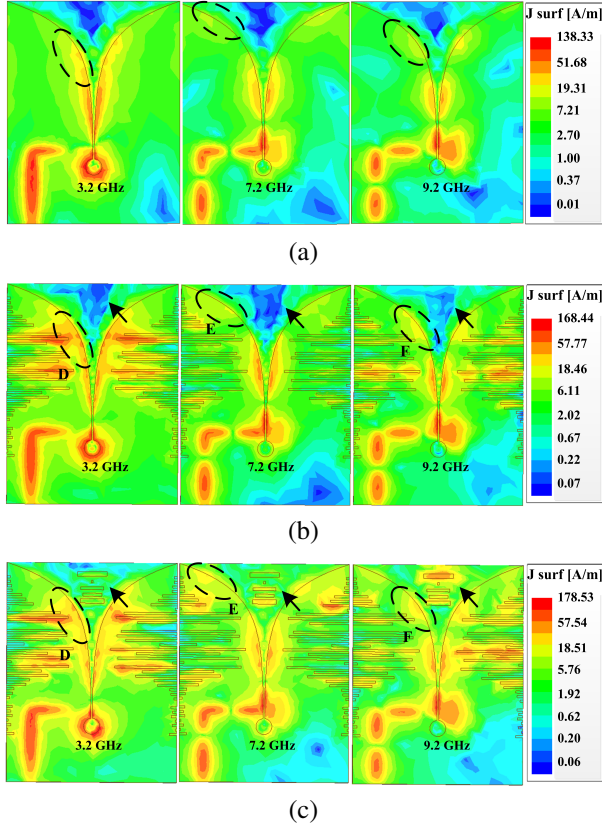 J surf [A/m]
138.33
51.68
19.31
7.21
2.70
1.00
0.37
0.01
3.2 GHz
7.2 GHz
9.2 GHz
(a)
J surf [A/m]
168.44
57.77
18.46
6.11
2.02
0.67
0.22
0.07
D
E
F
3.2 GHz
7.2 GHz
9.2 GHz
(b)
J surf [A/m]
178.53
57.54
18.51
5.76
1.92
0.62
0.20
0.06
D
E
F
3.2 GHz
7.2 GHz
9.2 GHz
(c)